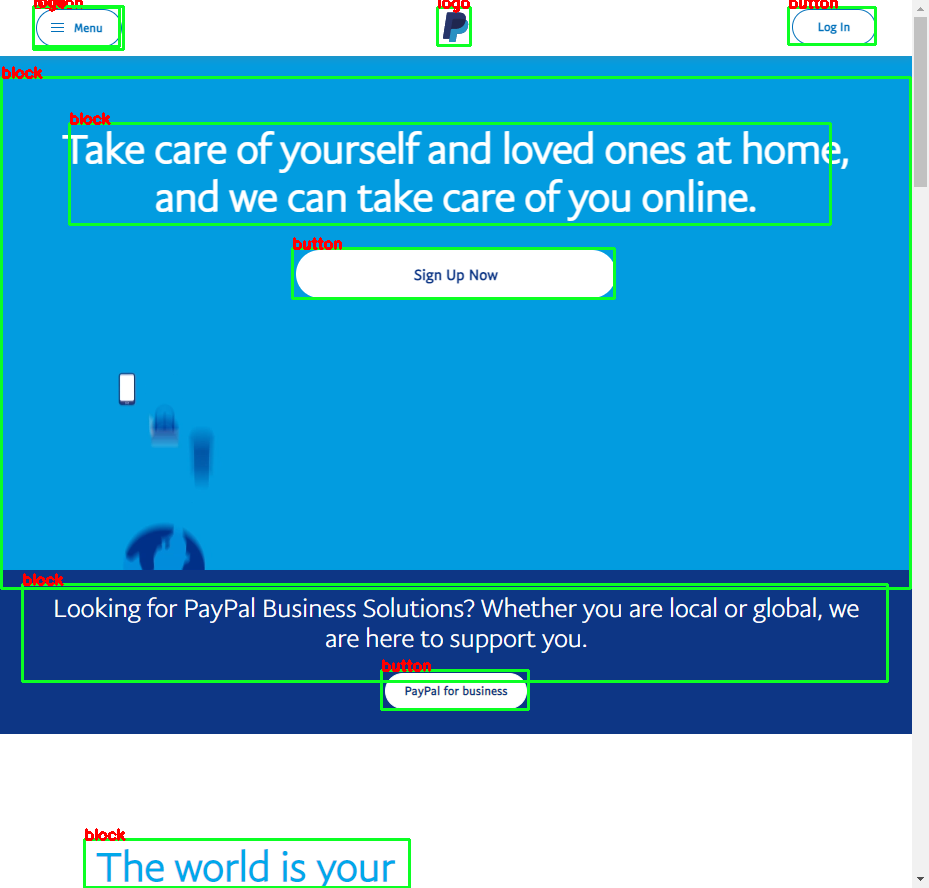 logo
button
Menu
logo
button
Log In
block
block
Take care of yourself and loved ones at home,
and we can take care of you online.
button
Sign Up Now
block
Looking for PayPal Business Solutions? Whether you are local or global, we
are here to support you.
button
PayPal for business
block
The world is your